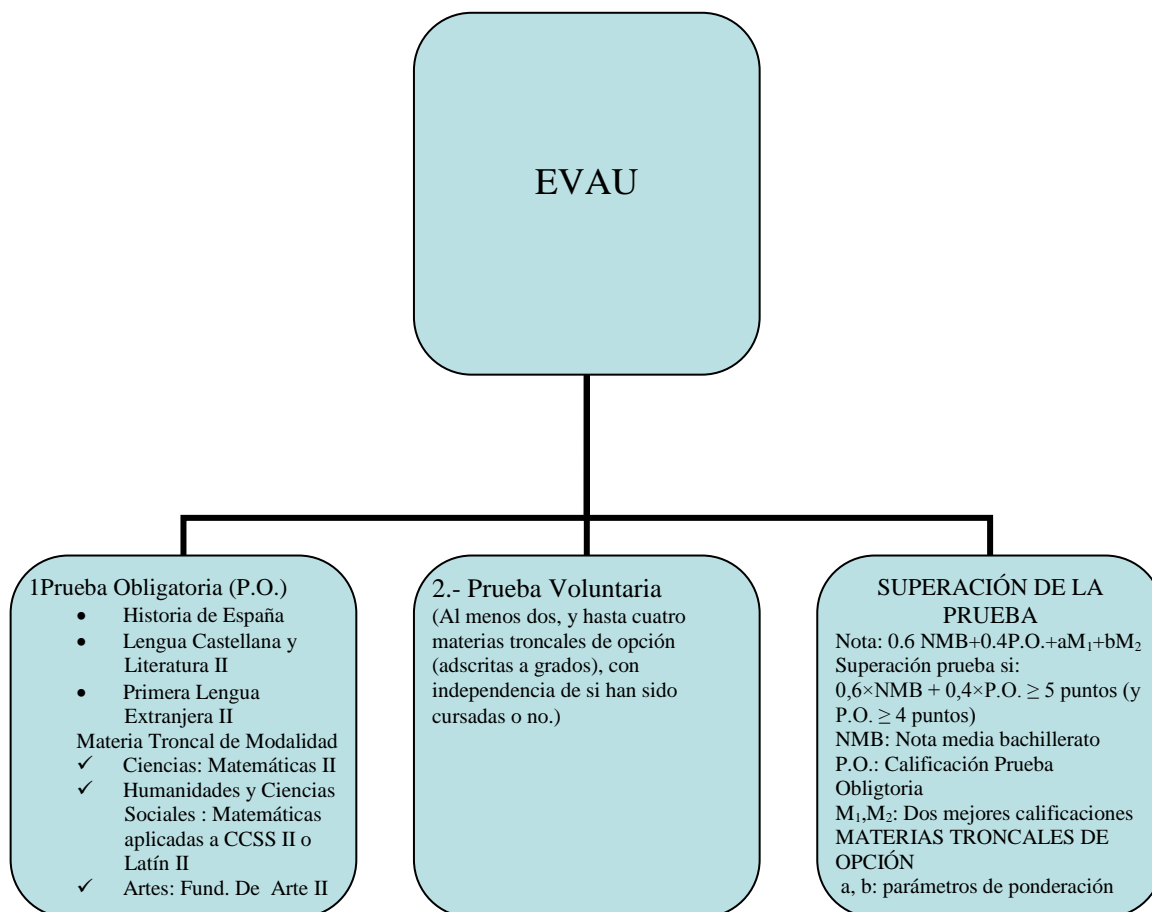 EVAU
1Prueba Obligatoria (P.O.)
• Historia de España
• Lengua Castellana y
Literatura II
• Primera Lengua
Extranjera II
Materia Troncal de Modalidad
✓ Ciencias: Matemáticas II
✓ Humanidades y Ciencias
Sociales : Matemáticas
aplicadas a CCSS II o
Latín II
✓ Artes: Fund. De Arte II
2.- Prueba Voluntaria
(Al menos dos, y hasta cuatro
materias troncales de opción
(adscritas a grados), con
independencia de si han sido
cursadas o no.)
SUPERACIÓN DE LA
PRUEBA
Nota: 0.6 NMB+0.4P.O.+aM₁+bM₂
Superación prueba si:
0,6×NMB + 0,4×P.O. ≥ 5 puntos (y
P.O. ≥ 4 puntos)
NMB: Nota media bachillerato
P.O.: Calificación Prueba
Obligtoria
M₁,M₂: Dos mejores calificaciones
MATERIAS TRONCALES DE
OPCIÓN
a, b: parámetros de ponderación